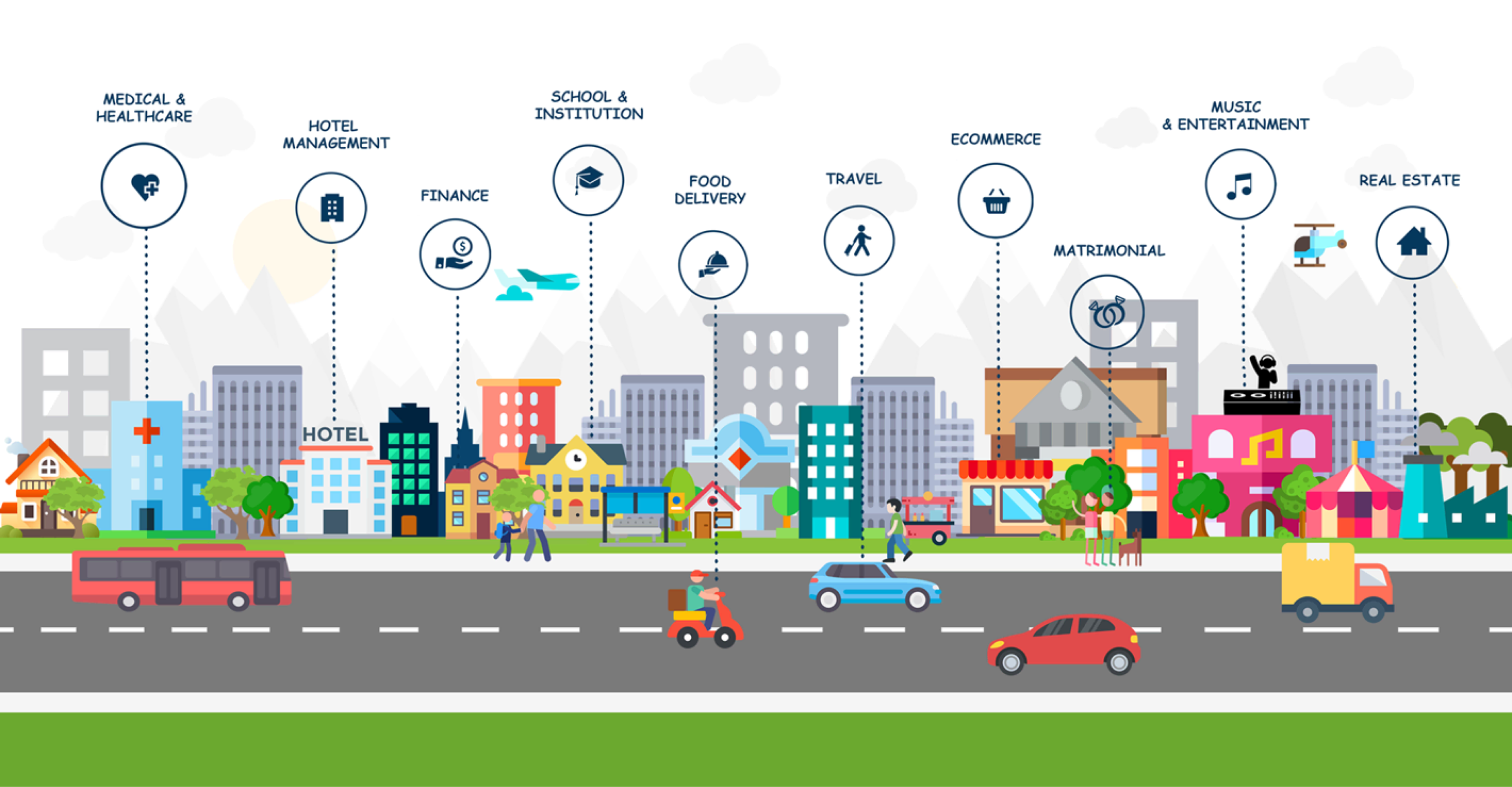 MEDICAL &
HEALTHCARE
HOTEL
MANAGEMENT
FINANCE
SCHOOL &
INSTITUTION
FOOD
DELIVERY
TRAVEL
ECOMMERCE
MATRIMONIAL
MUSIC
& ENTERTAINMENT
REAL ESTATE
$
HOTEL